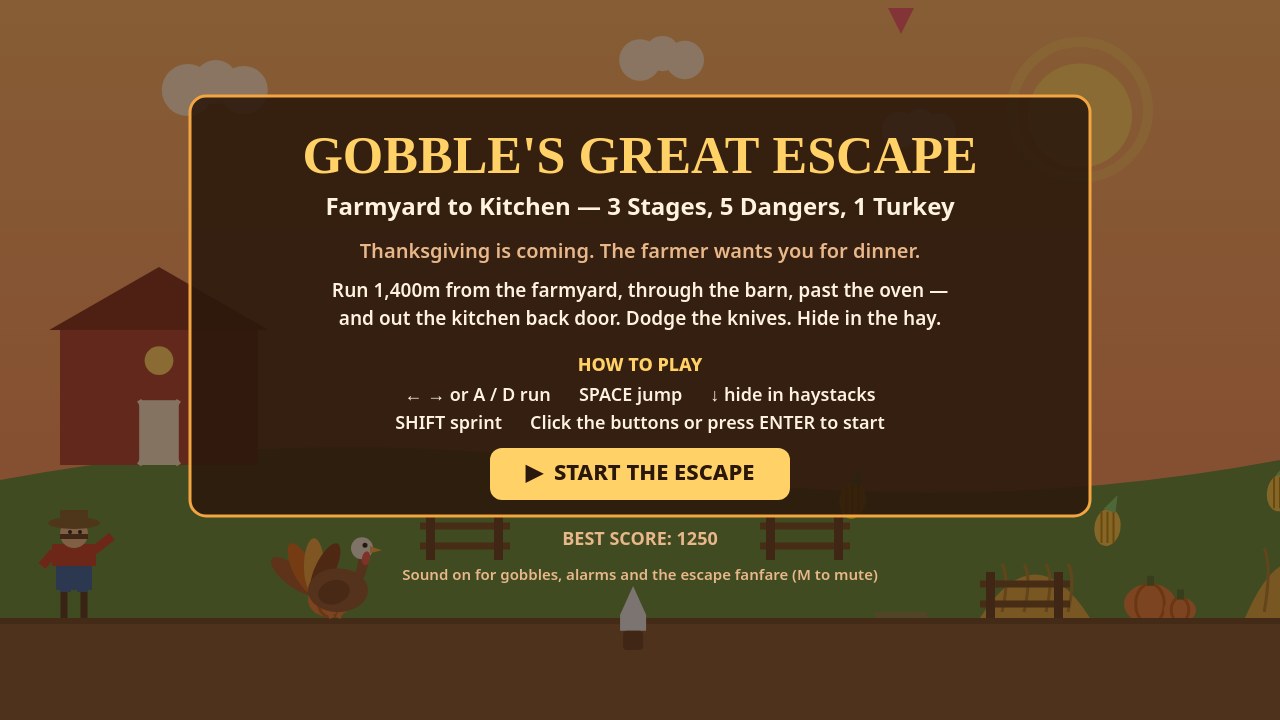 GOBBLE'S GREAT ESCAPE
Farmyard to Kitchen — 3 Stages, 5 Dangers, 1 Turkey
Thanksgiving is coming. The farmer wants you for dinner.
Run 1,400m from the farmyard, through the barn, past the oven —
and out the kitchen back door. Dodge the knives. Hide in the hay.
HOW TO PLAY
← → or A / D run SPACE jump ↓ hide in haystacks
SHIFT sprint Click the buttons or press ENTER to start
▶ START THE ESCAPE
BEST SCORE: 1250
Sound on for gobbles, alarms and the escape fanfare (M to mute)